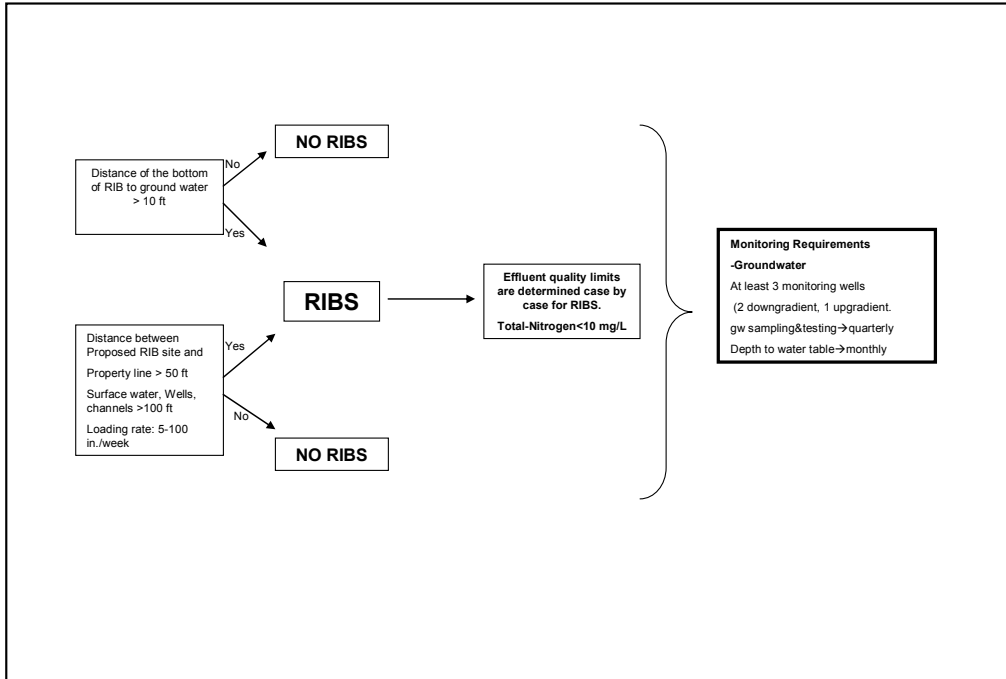 NO RIBS
No
Distance of the bottom
of RIB to ground water
> 10 ft
Yes
RIBS
Effluent quality limits
are determined case by
case for RIBS.
Total-Nitrogen<10 mg/L
Monitoring Requirements
-Groundwater
At least 3 monitoring wells
(2 downgradient, 1 upgradient.
gw sampling&testing→quarterly
Depth to water table→monthly
Distance between
Proposed RIB site and
Property line > 50 ft
Surface water, Wells,
channels >100 ft
Loading rate: 5-100
in./week
Yes
No
NO RIBS